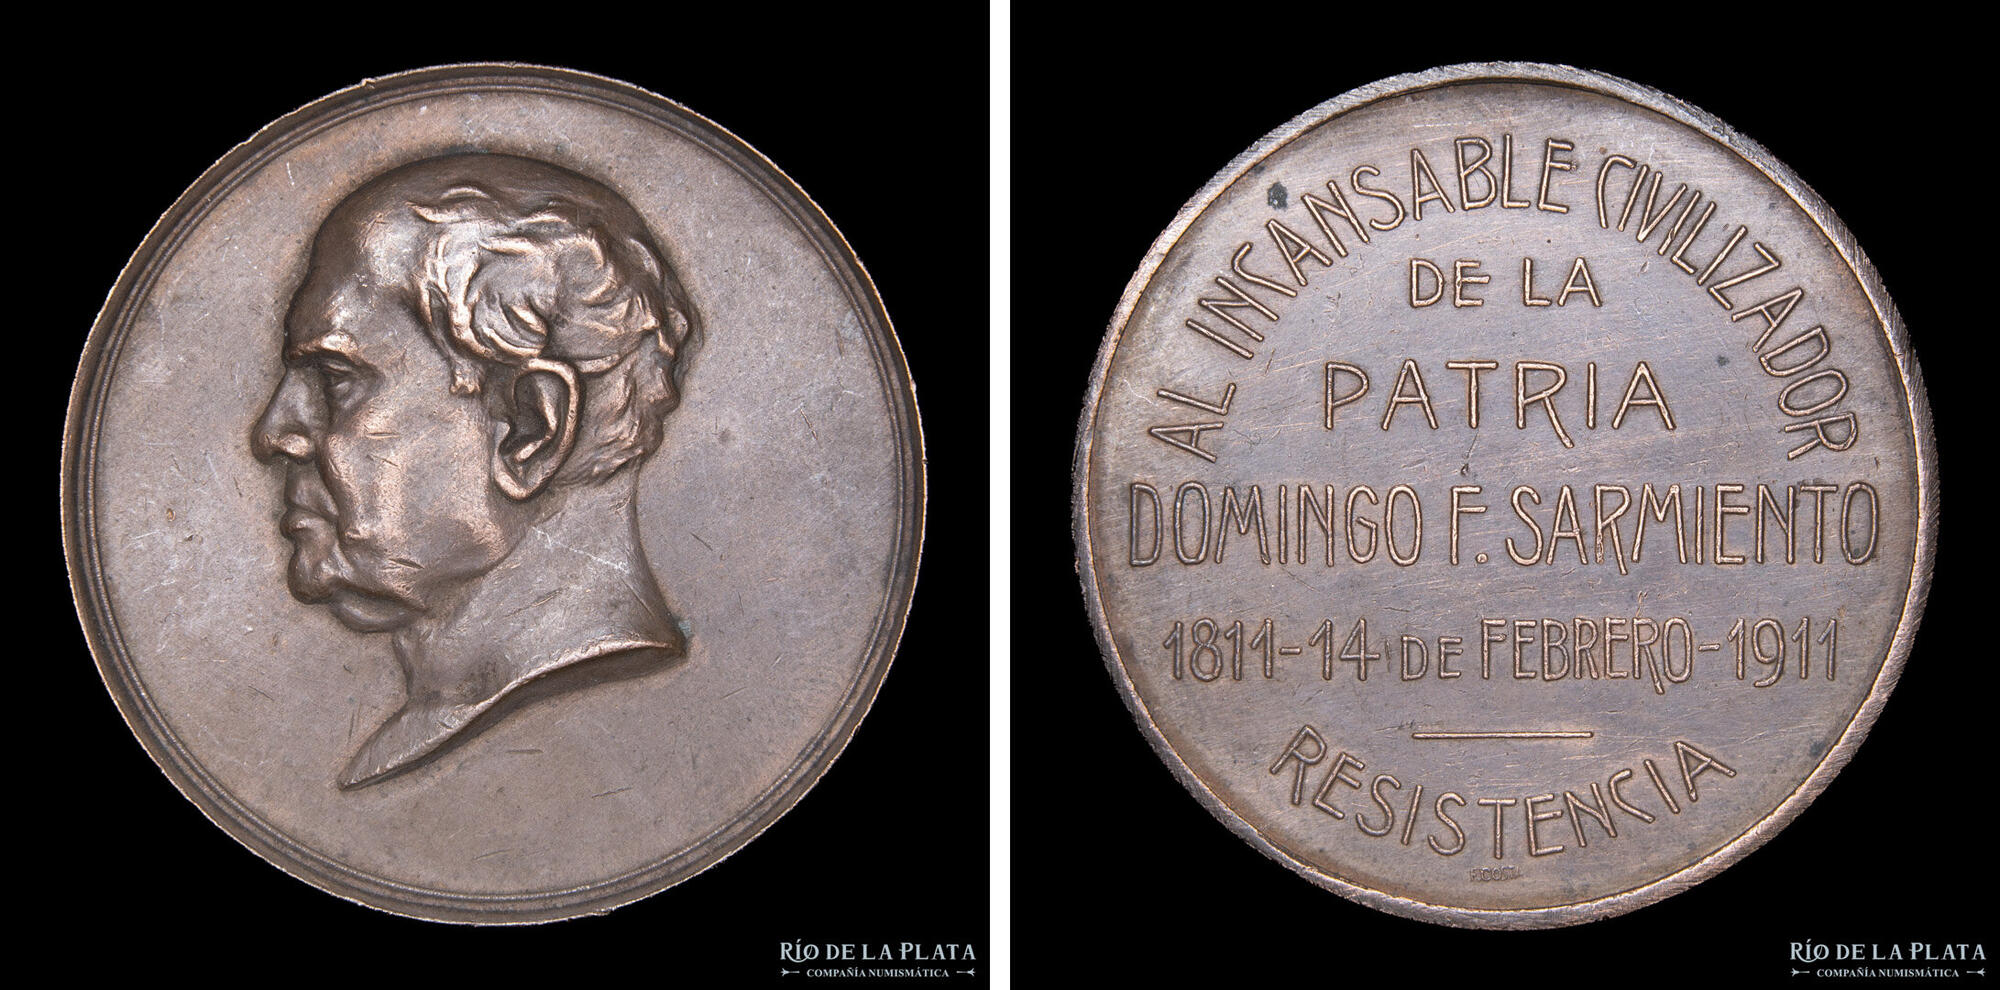 AL INCANSABLE CIVILIZADOR
DE LA
PATRIA
DOMINGO F. SARMIENTO
1811-14 DE FEBRERO-1911
RESISTENCIA
RÍO DE LA PLATA
COMPAÑÍA NUMISMÁTICA
RÍO DE LA PLATA
COMPAÑÍA NUMISMÁTICA